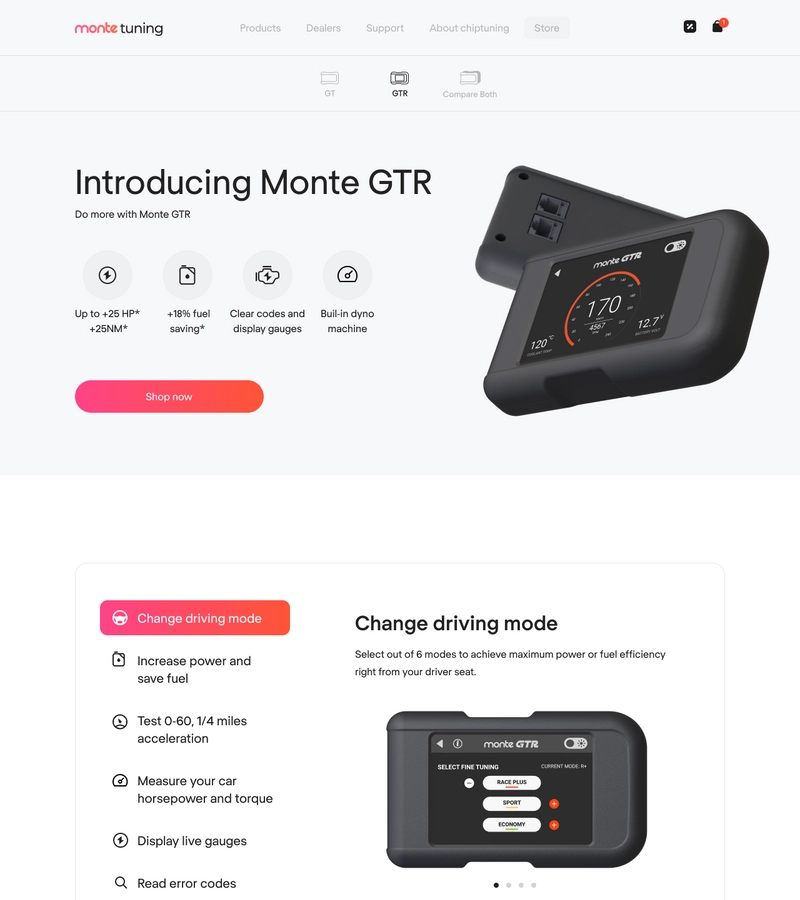 monte tuning
Products
Dealers
Support
About chiptuning
Store
1
GT
GTR
Compare Both
Introducing Monte GTR
Do more with Monte GTR
Up to +25 HP*
+25NM*
+18% fuel
saving*
Clear codes and
display gauges
Buil-in dyno
machine
Shop now
monte GTR
170
4567
120°C
COOLANT TEMP
12.7V
BATTERY VOLT
Change driving mode
Increase power and
save fuel
Test 0-60, 1/4 miles
acceleration
Measure your car
horsepower and torque
Display live gauges
Read error codes
Change driving mode
Select out of 6 modes to achieve maximum power or fuel efficiency
right from your driver seat.
monte GTR
SELECT FINE TUNING
CURRENT MODE: R+
RACE PLUS
SPORT
ECONOMY